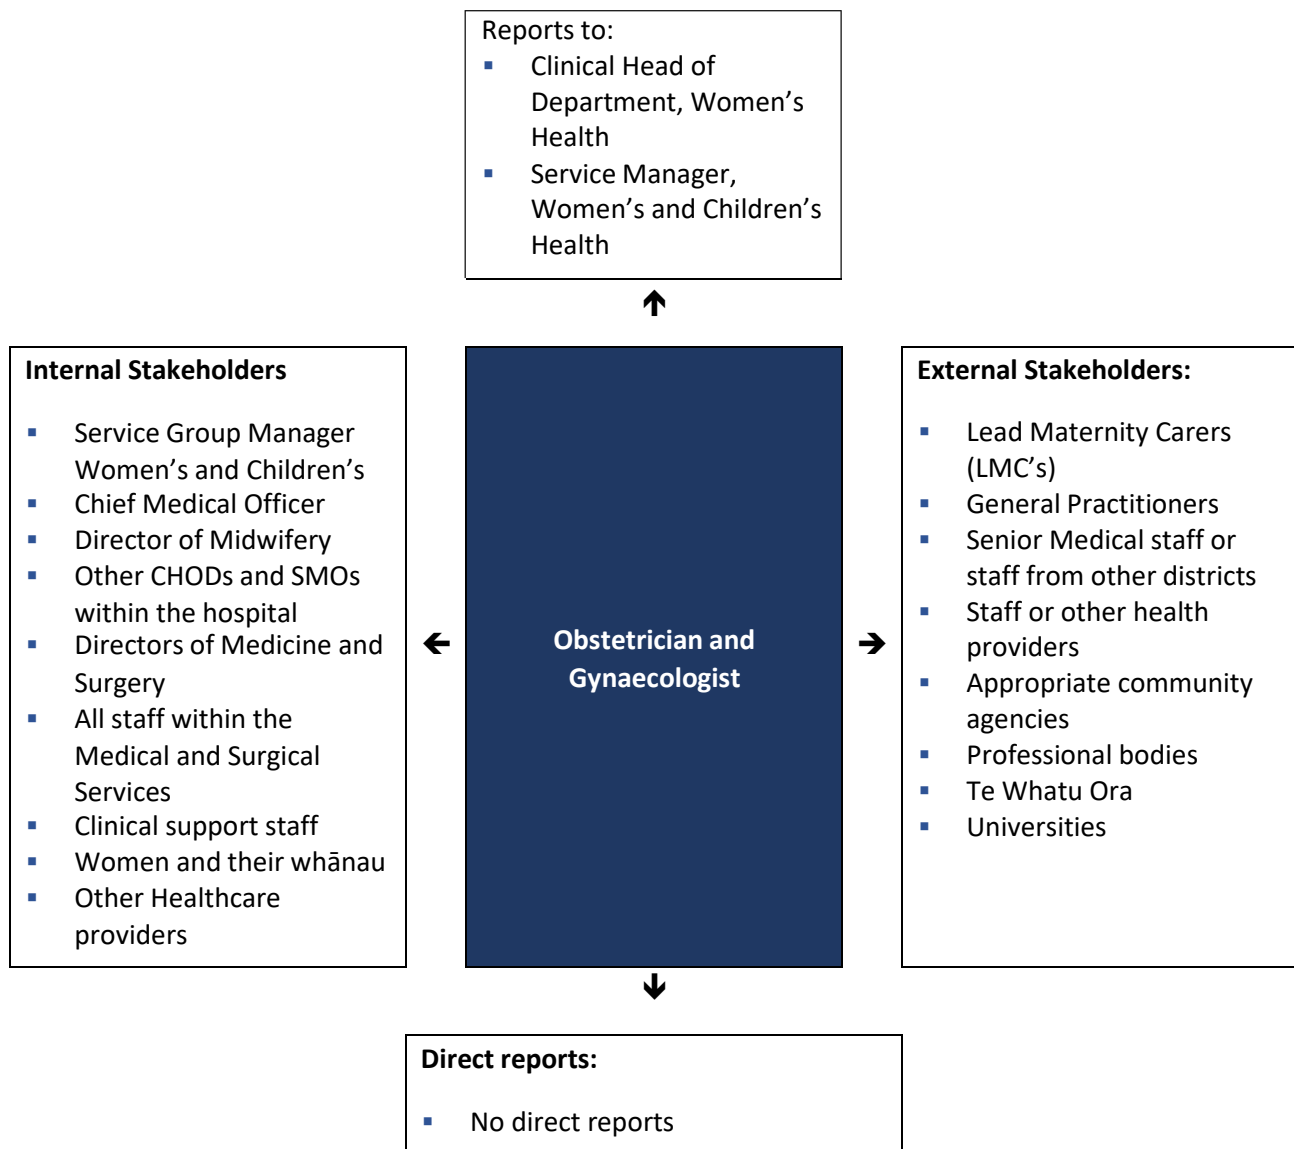 Reports to:
▪ Clinical Head of
Department, Women’s
Health
▪ Service Manager,
Women’s and Children’s
Health
🡹
Internal Stakeholders
▪ Service Group Manager
Women’s and Children’s
▪ Chief Medical Officer
▪ Director of Midwifery
▪ Other CHODs and SMOs
within the hospital
▪ Directors of Medicine and
Surgery
▪ All staff within the
Medical and Surgical
Services
▪ Clinical support staff
▪ Women and their whānau
▪ Other Healthcare
providers
🡸
Obstetrician and
Gynaecologist
🡺
External Stakeholders:
▪ Lead Maternity Carers
(LMC’s)
▪ General Practitioners
▪ Senior Medical staff or
staff from other districts
▪ Staff or other health
providers
▪ Appropriate community
agencies
▪ Professional bodies
▪ Te Whatu Ora
▪ Universities
🡻
Direct reports:
▪ No direct reports